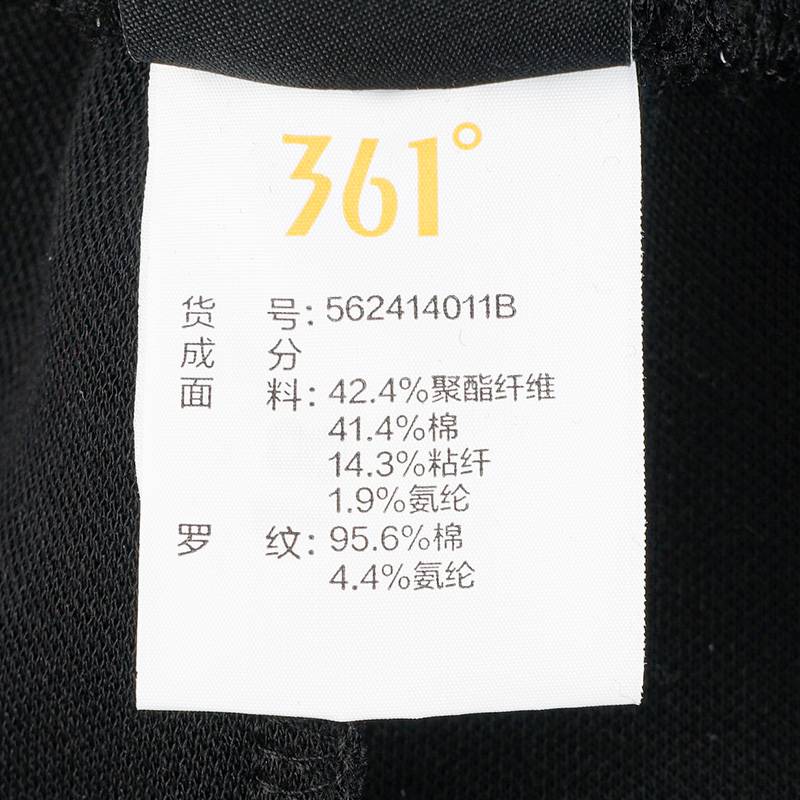 361°
货号:562414011B
成分
面料:42.4%聚酯纤维
41.4%棉
14.3%粘纤
1.9%氨纶
罗纹:95.6%棉
4.4%氨纶